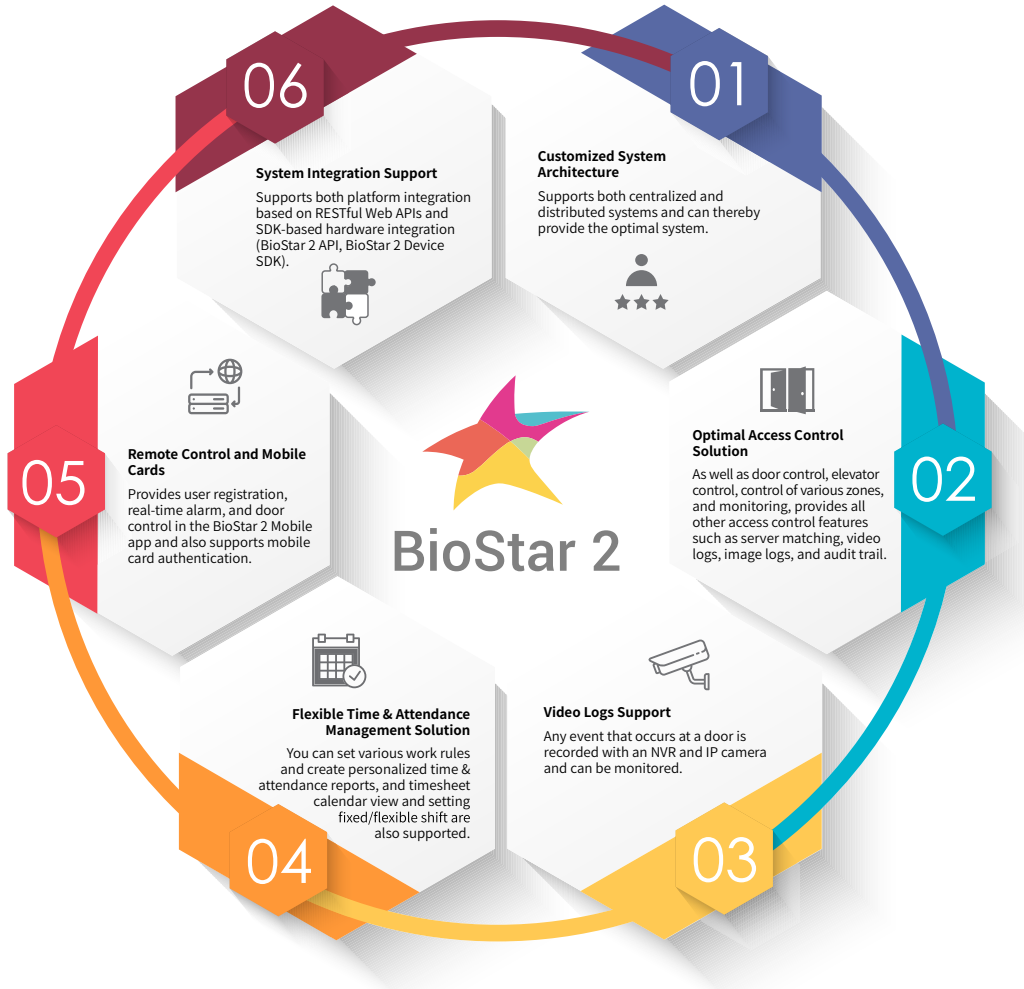 01
Customized System
Architecture
Supports both centralized and
distributed systems and can thereby
provide the optimal system.
02
Optimal Access Control
Solution
As well as door control, elevator
control, control of various zones,
and monitoring, provides all
other access control features
such as server matching, video
logs, image logs, and audit trail.
03
Video Logs Support
Any event that occurs at a door is
recorded with an NVR and IP camera
and can be monitored.
04
Flexible Time & Attendance
Management Solution
You can set various work rules
and create personalized time &
attendance reports, and timesheet
calendar view and setting
fixed/flexible shift are
also supported.
05
Remote Control and Mobile
Cards
Provides user registration,
real-time alarm, and door
control in the BioStar 2 Mobile
app and also supports mobile
card authentication.
06
System Integration Support
Supports both platform integration
based on RESTful Web APIs and
SDK-based hardware integration
(BioStar 2 API, BioStar 2 Device
SDK).
BioStar 2